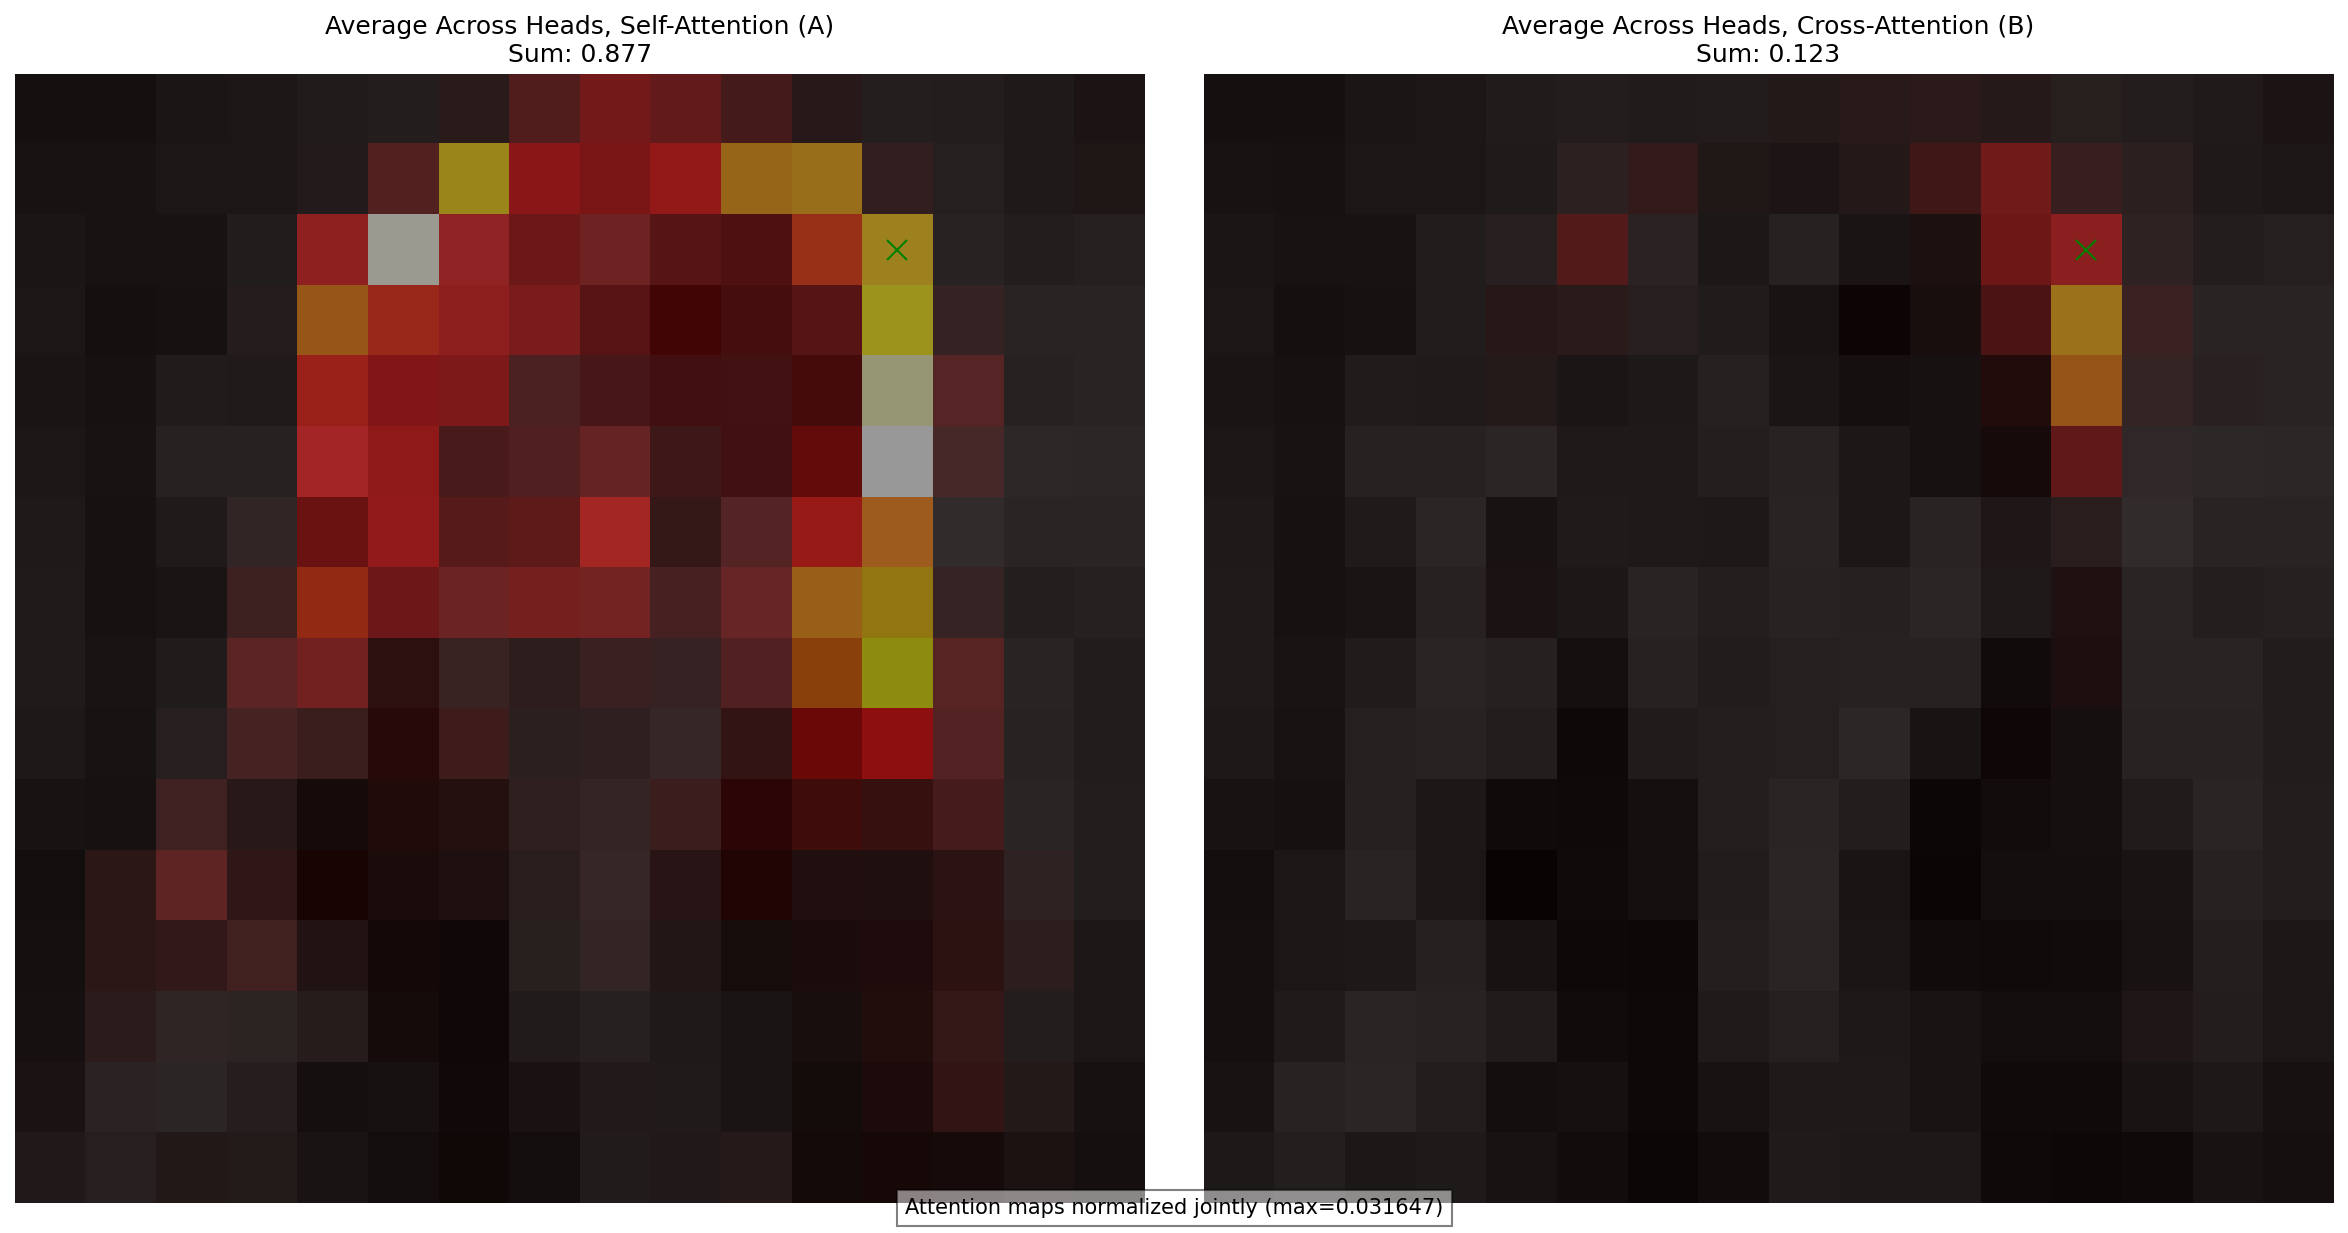 Average Across Heads, Self-Attention (A)
Sum: 0.877
Average Across Heads, Cross-Attention (B)
Sum: 0.123
Attention maps normalized jointly (max=0.031647)